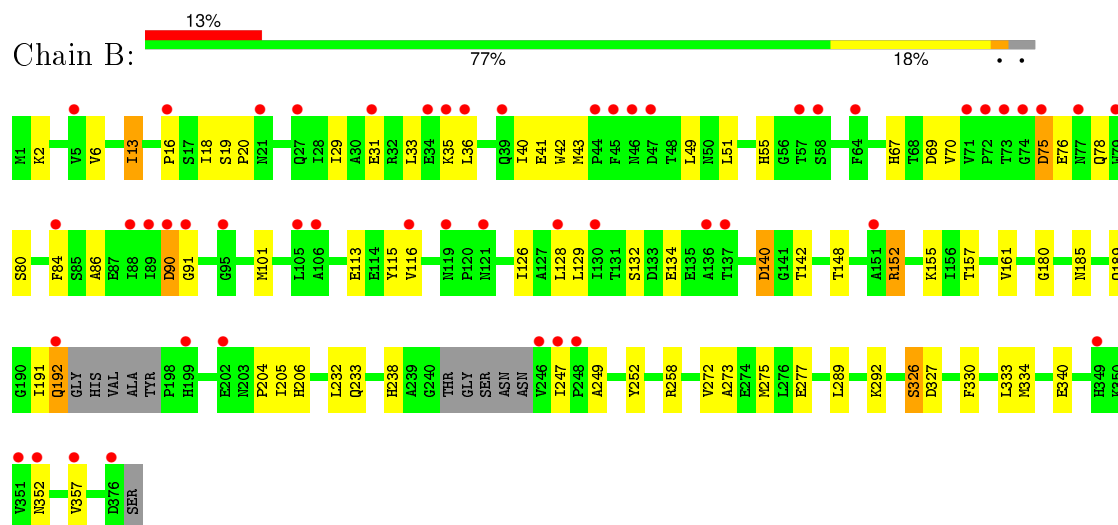 13%
Chain B:
77% 18% • •
M1 K2 V5 V6 I13 P16 S17 I18 S19 P20 N21 Q27 I28 I29 A30 E31 R32 L33 E34 K35 L36 Q39 I40 E41 W42 M43 P44 F45 N46 D47 T48 L49 N50 L51 H55 G56 T57 S58 F64 H67 T68 D69 V70 V71 P72 T73 G74 D75 E76 N77 Q78
S80 F84 S85 A86 E87 I88 I89 D90 G91 G95 M101 L105 A106 E113 E114 Y115 V116 N119 P120 N121 I126 A127 L128 L129 I130 T131 S132 D133 E134 E135 A136 T137 D140 G141 T142 T148 A151 R152 K155 I156 T157 V161 G180 N185
G190 I191 Q192 GLY HIS VAL ALA TYR P198 H199 E202 N203 P204 I205 H206 L232 Q233 H238 A239 G240 THR GLY SER ASN ASN V246 I247 P248 A249 Y252 R258 V272 A273 E274 M275 L276 E277 L289 K292 S326 D327 F330 L333 M334 E340 H349 K350
V351 N352 V357 D376 SER